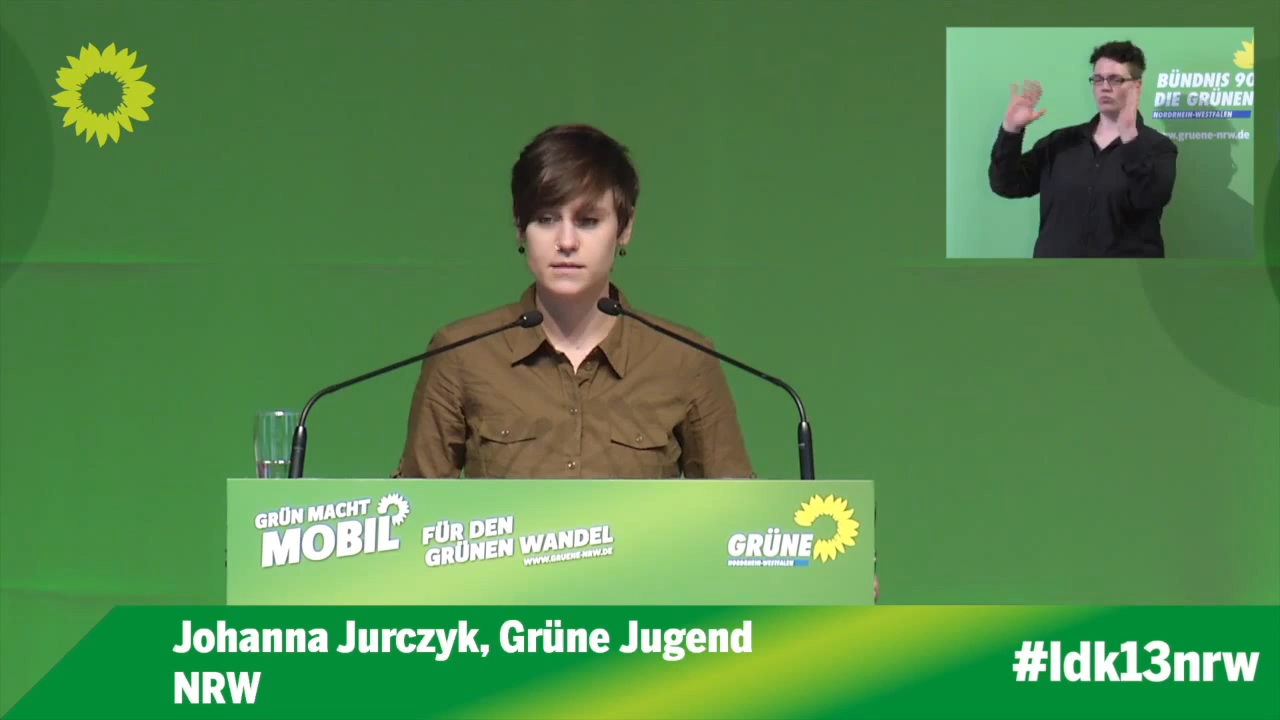 BÜNDNIS 90
DIE GRÜNEN
NORDRHEIN-WESTFALEN
www.gruene-nrw.de
GRÜN MACHT
MOBIL
FÜR DEN
GRÜNEN WANDEL
WWW.GRUENE-NRW.DE
GRÜNE
NORDRHEIN-WESTFALEN
Johanna Jurczyk, Grüne Jugend
NRW
#ldk13nrw